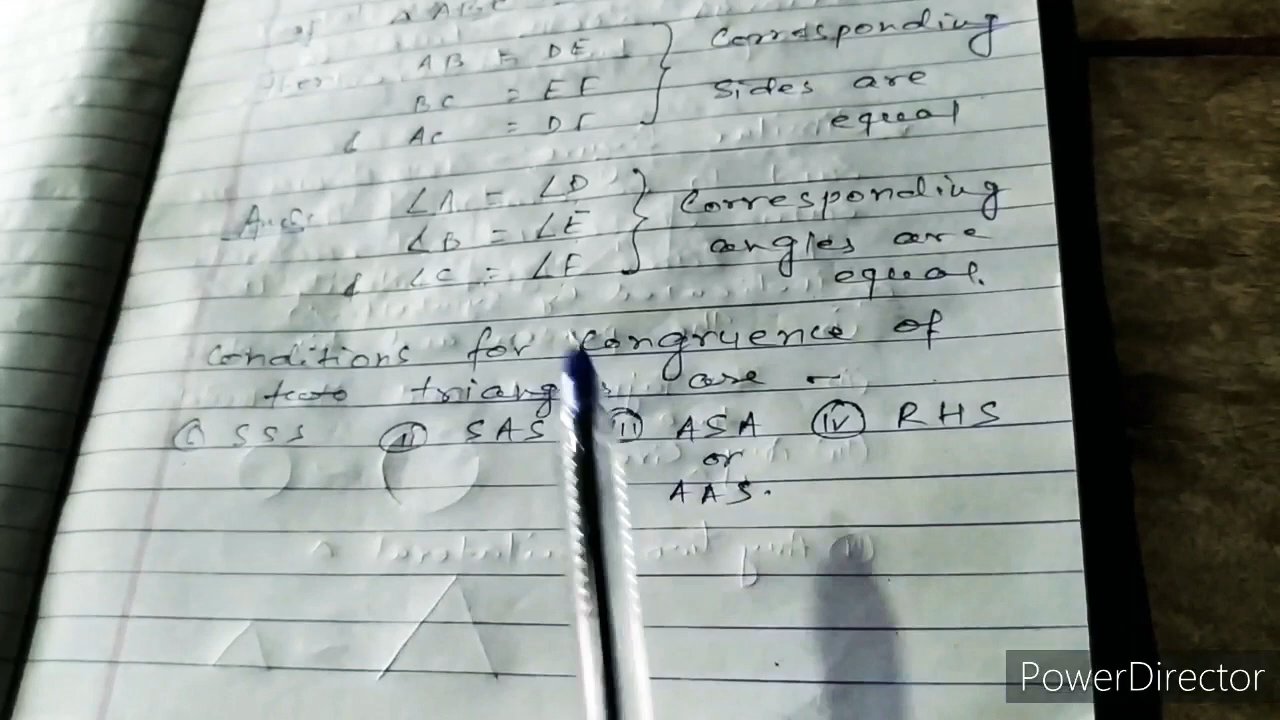 AB = DE
BC = EF
& AC = DF
Corresponding
sides are
equal
∠A = ∠D
∠B = ∠E
& ∠C = ∠F
Corresponding
angles are
equal.
Conditions for Congruence of
two triang are -
(i) SSS (ii) SAS (iii) ASA (iv) RHS
or
AAS.
PowerDirector